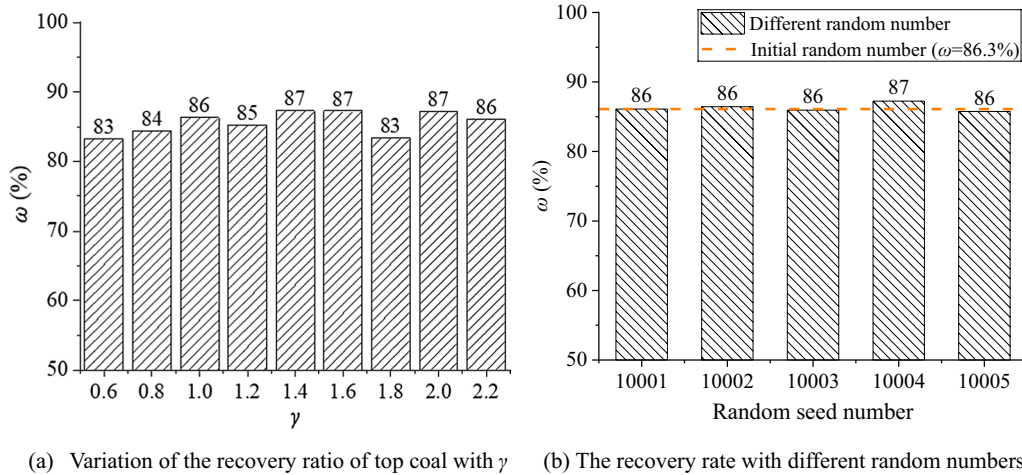 100
90
80
70
60
50
ω (%)
83
84
86
85
87
87
83
87
86
0.6 0.8 1.0 1.2 1.4 1.6 1.8 2.0 2.2
γ
(a) Variation of the recovery ratio of top coal with γ
100
90
80
70
60
50
ω (%)
Different random number
Initial random number (ω=86.3%)
86
86
86
87
86
10001 10002 10003 10004 10005
Random seed number
(b) The recovery rate with different random numbers